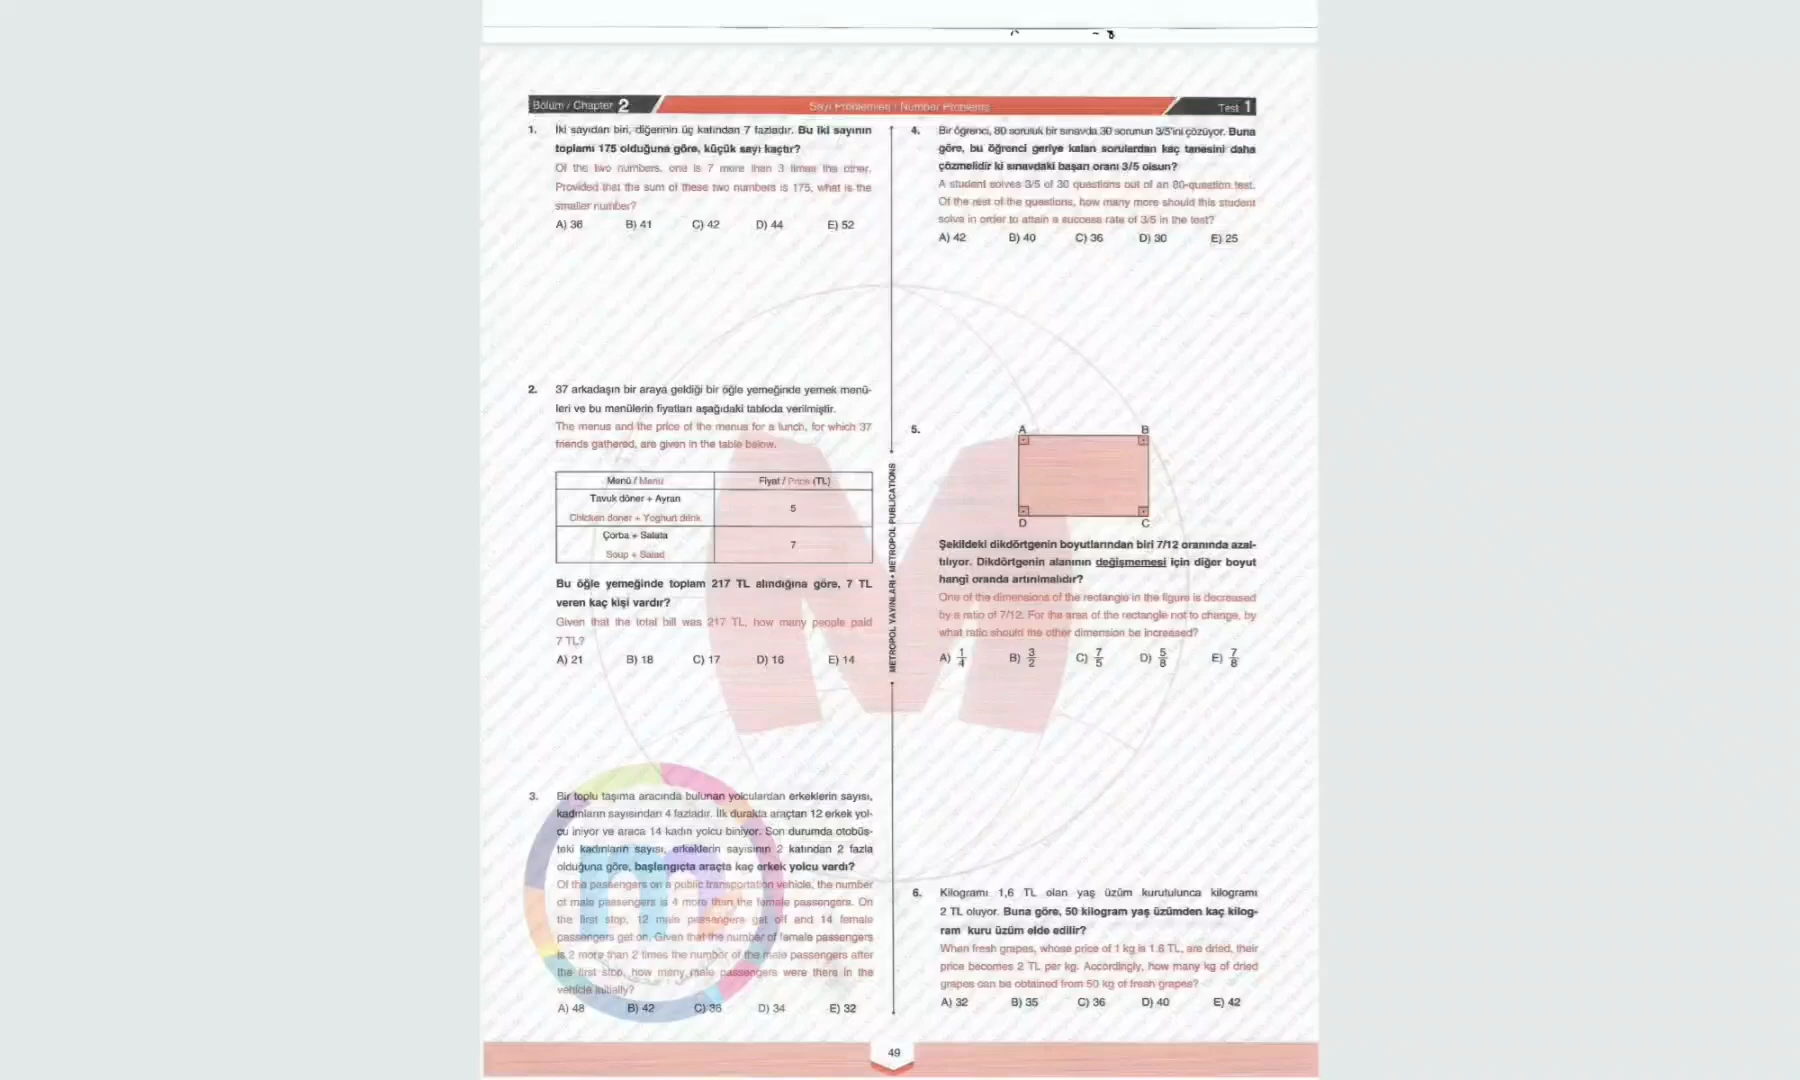 Bölüm / Chapter 2
Sayı Problemleri / Number Problems
Test 1
1. İki sayıdan biri, diğerinin üç katından 7 fazladır. Bu iki sayının
toplamı 175 olduğuna göre, küçük sayı kaçtır?
Of the two numbers, one is 7 more than 3 times the other.
Provided that the sum of these two numbers is 175, what is the
smaller number?
A) 36 B) 41 C) 42 D) 44 E) 52
2. 37 arkadaşın bir araya geldiği bir öğle yemeğinde yemek menü-
leri ve bu menülerin fiyatları aşağıdaki tabloda verilmiştir.
The menus and the price of the menus for a lunch, for which 37
friends gathered, are given in the table below.
Menü / Menu Fiyat / Price (TL)
Tavuk döner + Ayran
Chicken doner + Yoghurt drink
5
Çorba + Salata
Soup + Salad
7
Bu öğle yemeğinde toplam 217 TL alındığına göre, 7 TL
veren kaç kişi vardır?
Given that the total bill was 217 TL, how many people paid
7 TL?
A) 21 B) 18 C) 17 D) 16 E) 14
3. Bir toplu taşıma aracında bulunan yolculardan erkeklerin sayısı,
kadınların sayısından 4 fazladır. İlk durakta araçtan 12 erkek yol-
cu iniyor ve araca 14 kadın yolcu biniyor. Son durumda otobüs-
teki kadınların sayısı, erkeklerin sayısının 2 katından 2 fazla
olduğuna göre, başlangıçta araçta kaç erkek yolcu vardı?
Of the passengers on a public transportation vehicle, the number
of male passengers is 4 more than the female passengers. On
the first stop, 12 male passengers get off and 14 female
passengers get on. Given that the number of female passengers
is 2 more than 2 times the number of the male passengers after
the first stop, how many male passengers were there in the
vehicle initially?
A) 48 B) 42 C) 36 D) 34 E) 32
METROPOL YAYINLARI • METROPOL PUBLICATIONS
4. Bir öğrenci, 80 soruluk bir sınavda 30 sorunun 3/5'ini çözüyor. Buna
göre, bu öğrenci geriye kalan sorulardan kaç tanesini daha
çözmelidir ki sınavdaki başarı oranı 3/5 olsun?
A student solves 3/5 of 30 questions out of an 80-question test.
Of the rest of the questions, how many more should this student
solve in order to attain a success rate of 3/5 in the test?
A) 42 B) 40 C) 36 D) 30 E) 25
5. A B
D C
Şekildeki dikdörtgenin boyutlarından biri 7/12 oranında azal-
tılıyor. Dikdörtgenin alanının değişmemesi için diğer boyut
hangi oranda artırılmalıdır?
One of the dimensions of the rectangle in the figure is decreased
by a ratio of 7/12. For the area of the rectangle not to change, by
what ratio should the other dimension be increased?
A) 1/4 B) 3/2 C) 7/5 D) 5/8 E) 7/8
6. Kilogramı 1,6 TL olan yaş üzüm kurutulunca kilogramı
2 TL oluyor. Buna göre, 50 kilogram yaş üzümden kaç kilog-
ram kuru üzüm elde edilir?
When fresh grapes, whose price of 1 kg is 1.6 TL, are dried, their
price becomes 2 TL per kg. Accordingly, how many kg of dried
grapes can be obtained from 50 kg of fresh grapes?
A) 32 B) 35 C) 36 D) 40 E) 42
49